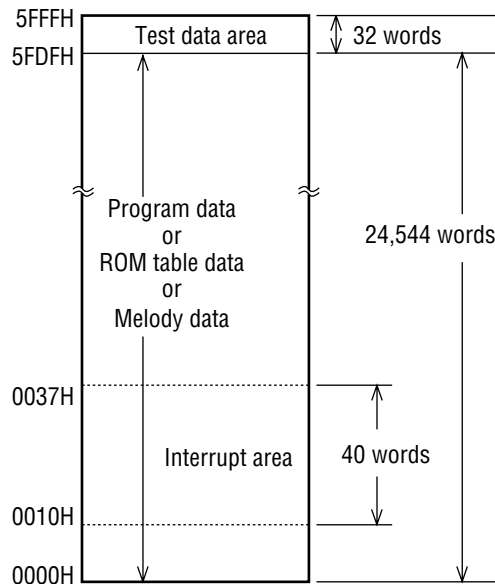 5FFFH
Test data area
32 words
5FDFH
Program data
or
ROM table data
or
Melody data
24,544 words
0037H
Interrupt area
40 words
0010H
0000H